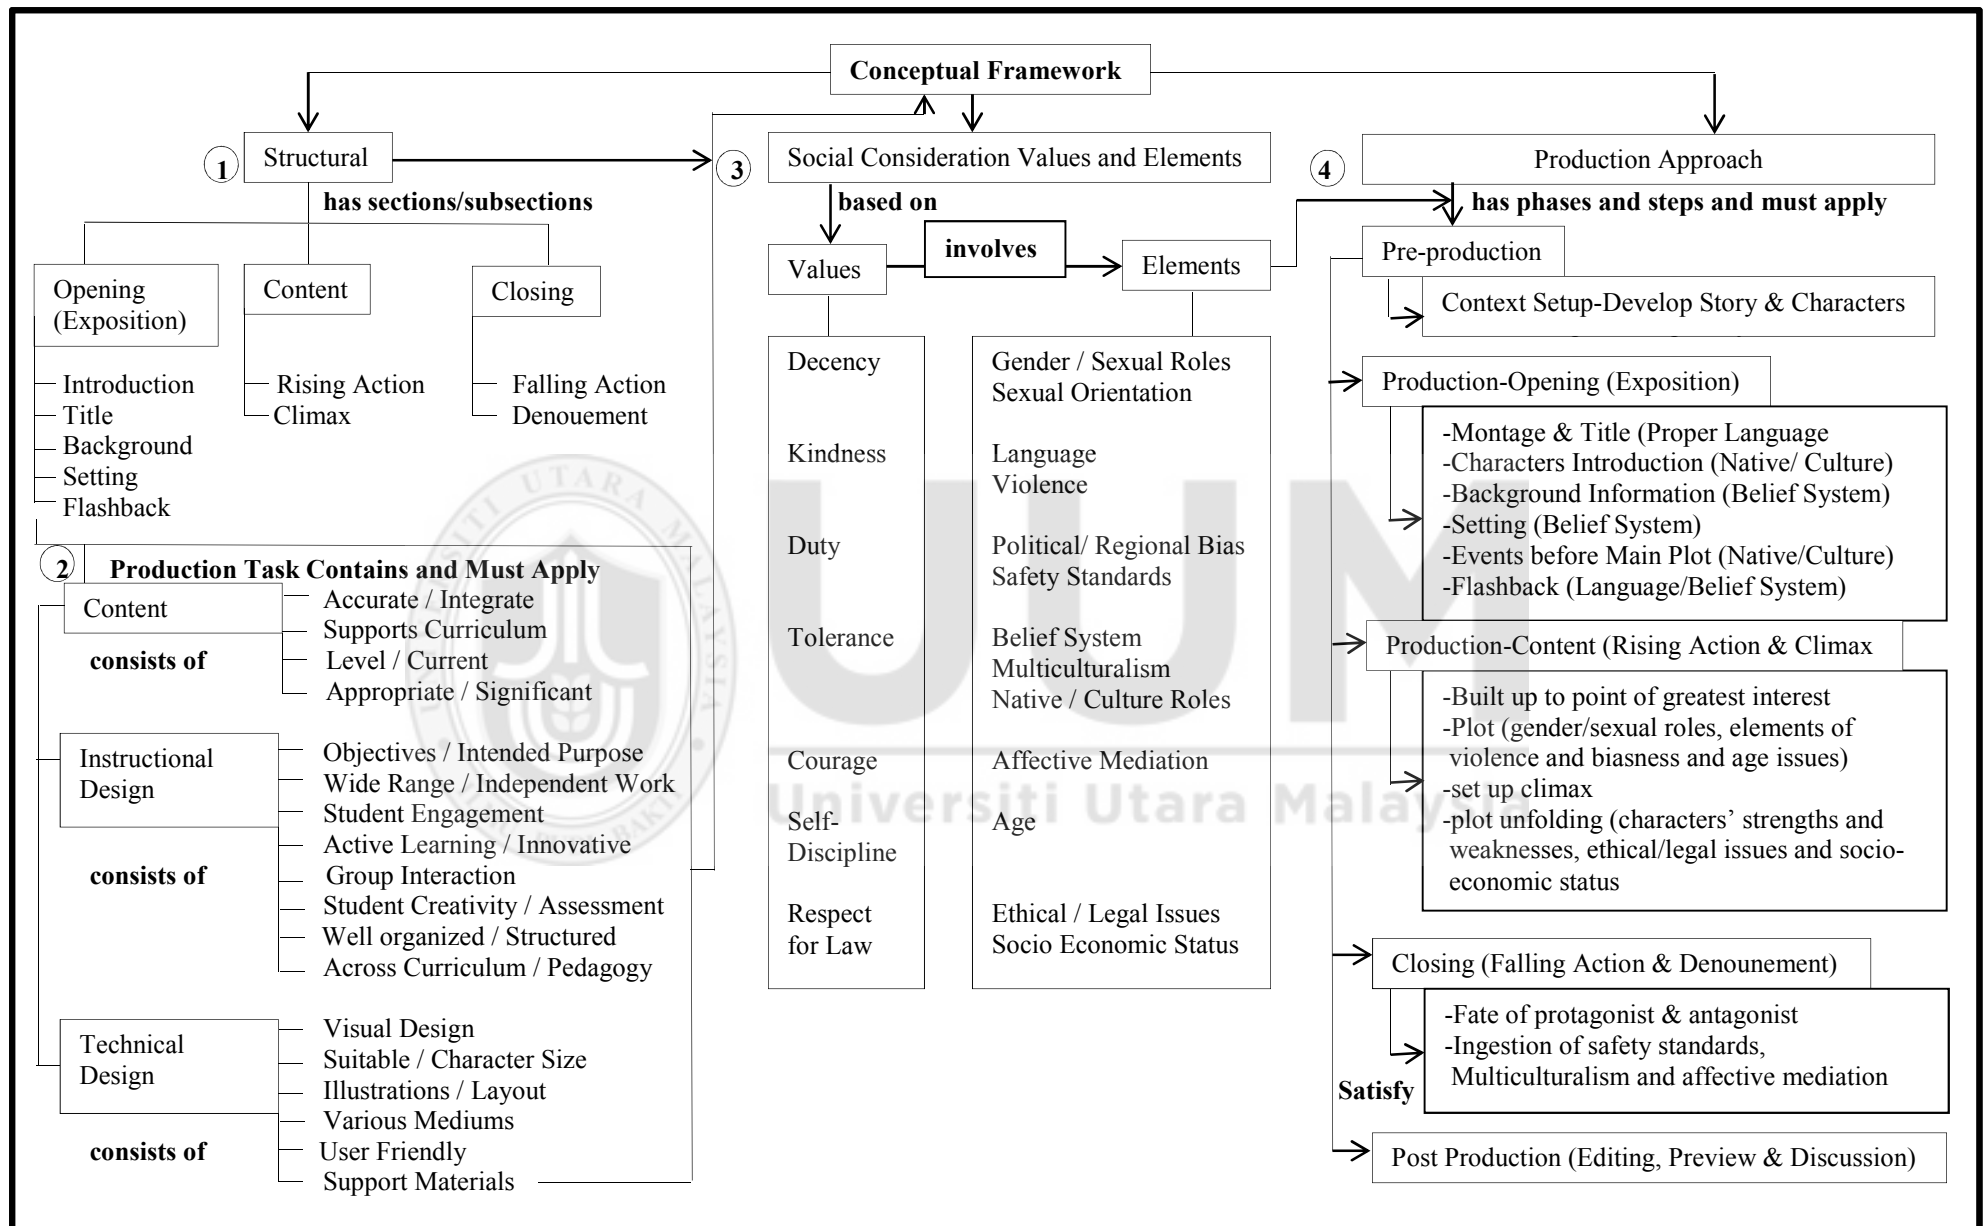 Conceptual Framework
1
Structural
has sections/subsections
Opening
(Exposition)
Introduction
Title
Background
Setting
Flashback
Content
Rising Action
Climax
Closing
Falling Action
Denouement
2
Production Task Contains and Must Apply
Content
consists of
Accurate / Integrate
Supports Curriculum
Level / Current
Appropriate / Significant
Instructional
Design
consists of
Objectives / Intended Purpose
Wide Range / Independent Work
Student Engagement
Active Learning / Innovative
Group Interaction
Student Creativity / Assessment
Well organized / Structured
Across Curriculum / Pedagogy
Technical
Design
consists of
Visual Design
Suitable / Character Size
Illustrations / Layout
Various Mediums
User Friendly
Support Materials
3
Social Consideration Values and Elements
based on
Values
involves
Elements
Decency
Kindness
Duty
Tolerance
Courage
Self-
Discipline
Respect
for Law
Gender / Sexual Roles
Sexual Orientation
Language
Violence
Political/ Regional Bias
Safety Standards
Belief System
Multiculturalism
Native / Culture Roles
Affective Mediation
Age
Ethical / Legal Issues
Socio Economic Status
4
Production Approach
has phases and steps and must apply
Pre-production
Context Setup-Develop Story & Characters
Production-Opening (Exposition)
-Montage & Title (Proper Language
-Characters Introduction (Native/ Culture)
-Background Information (Belief System)
-Setting (Belief System)
-Events before Main Plot (Native/Culture)
-Flashback (Language/Belief System)
Production-Content (Rising Action & Climax
-Built up to point of greatest interest
-Plot (gender/sexual roles, elements of
violence and biasness and age issues)
-set up climax
-plot unfolding (characters’ strengths and
weaknesses, ethical/legal issues and socio-
economic status
Closing (Falling Action & Denounement)
-Fate of protagonist & antagonist
-Ingestion of safety standards,
Multiculturalism and affective mediation
Satisfy
Post Production (Editing, Preview & Discussion)
UNIVERSITI UTARA MALAYSIA
UUM
Universiti Utara Malaysia